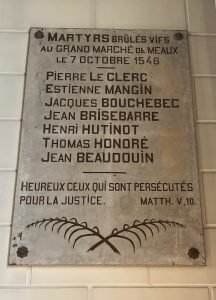 MARTYRS BRÛLÉS VIFS
AU GRAND MARCHÉ DE MEAUX
LE 7 OCTOBRE 1546
PIERRE LE CLERC
ESTIENNE MANGIN
JACQUES BOUCHEBEC
JEAN BRISEBARRE
HENRI HUTINOT
THOMAS HONORÉ
JEAN BEAUDOUIN
HEUREUX CEUX QUI SONT PERSÉCUTÉS
POUR LA JUSTICE. MATTH. V, 10.